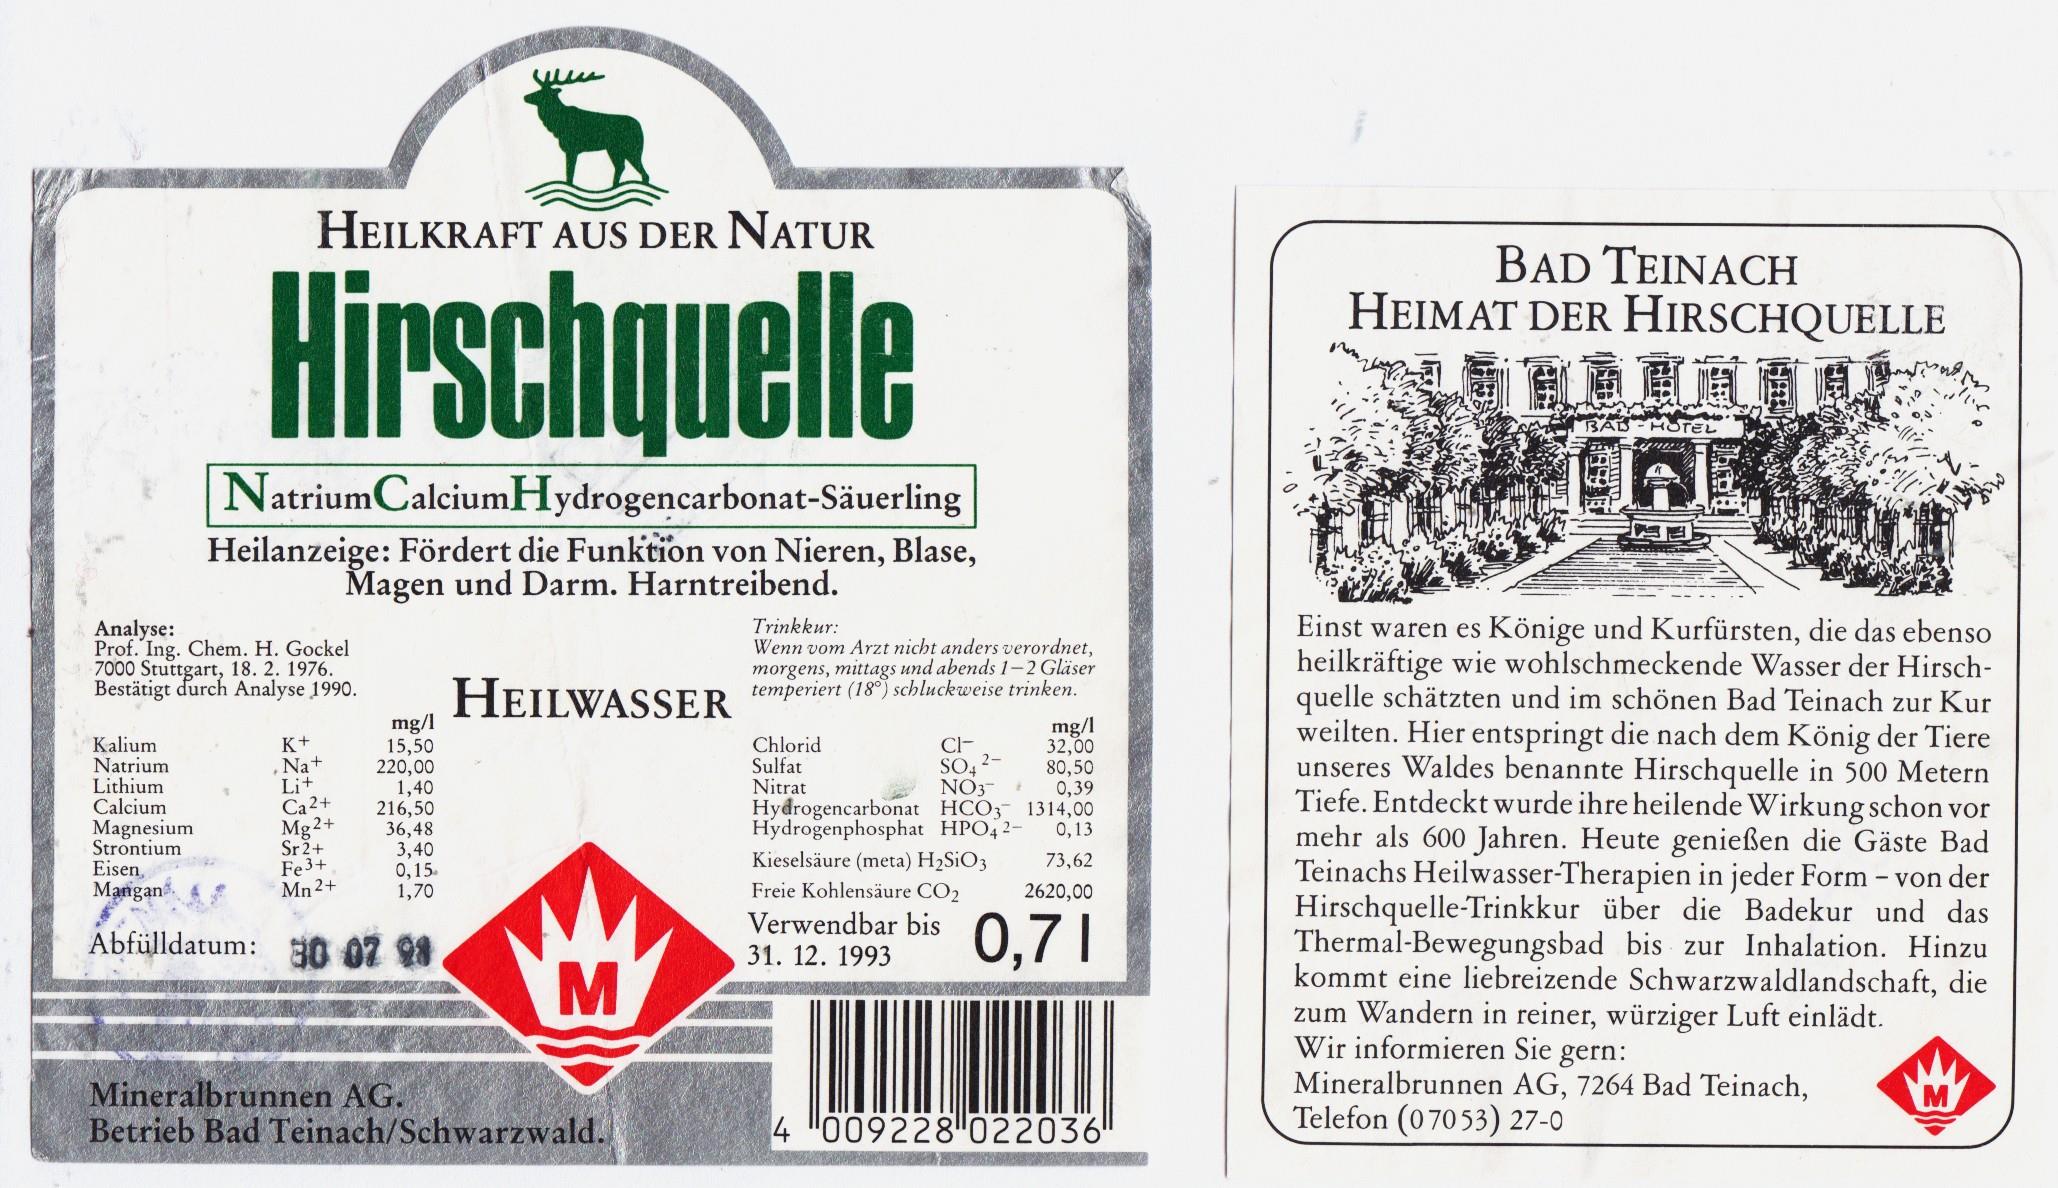 HEILKRAFT AUS DER NATUR
Hirschquelle
NatriumCalciumHydrogencarbonat-Säuerling
Heilanzeige: Fördert die Funktion von Nieren, Blase,
Magen und Darm. Harntreibend.
Analyse:
Prof. Ing. Chem. H. Gockel
7000 Stuttgart, 18. 2. 1976.
Bestätigt durch Analyse 1990.
mg/l
Kalium K+ 15,50
Natrium Na+ 220,00
Lithium Li+ 1,40
Calcium Ca2+ 216,50
Magnesium Mg2+ 36,48
Strontium Sr2+ 3,40
Eisen Fe3+ 0,15
Mangan Mn2+ 1,70
Abfülldatum: 30 07 91
HEILWASSER
Trinkkur:
Wenn vom Arzt nicht anders verordnet,
morgens, mittags und abends 1–2 Gläser
temperiert (18°) schluckweise trinken.
mg/l
Chlorid Cl− 32,00
Sulfat SO4 2− 80,50
Nitrat NO3− 0,39
Hydrogencarbonat HCO3− 1314,00
Hydrogenphosphat HPO4 2− 0,13
Kieselsäure (meta) H2SiO3 73,62
Freie Kohlensäure CO2 2620,00
Verwendbar bis
31. 12. 1993
0,7 l
M
Mineralbrunnen AG.
Betrieb Bad Teinach/Schwarzwald.
4 009228 022036
BAD TEINACH
HEIMAT DER HIRSCHQUELLE
BAD-HOTEL
Einst waren es Könige und Kurfürsten, die das ebenso
heilkräftige wie wohlschmeckende Wasser der Hirsch-
quelle schätzten und im schönen Bad Teinach zur Kur
weilten. Hier entspringt die nach dem König der Tiere
unseres Waldes benannte Hirschquelle in 500 Metern
Tiefe. Entdeckt wurde ihre heilende Wirkung schon vor
mehr als 600 Jahren. Heute genießen die Gäste Bad
Teinachs Heilwasser-Therapien in jeder Form – von der
Hirschquelle-Trinkkur über die Badekur und das
Thermal-Bewegungsbad bis zur Inhalation. Hinzu
kommt eine liebreizende Schwarzwaldlandschaft, die
zum Wandern in reiner, würziger Luft einlädt.
Wir informieren Sie gern:
Mineralbrunnen AG, 7264 Bad Teinach,
Telefon (0 70 53) 27-0
M